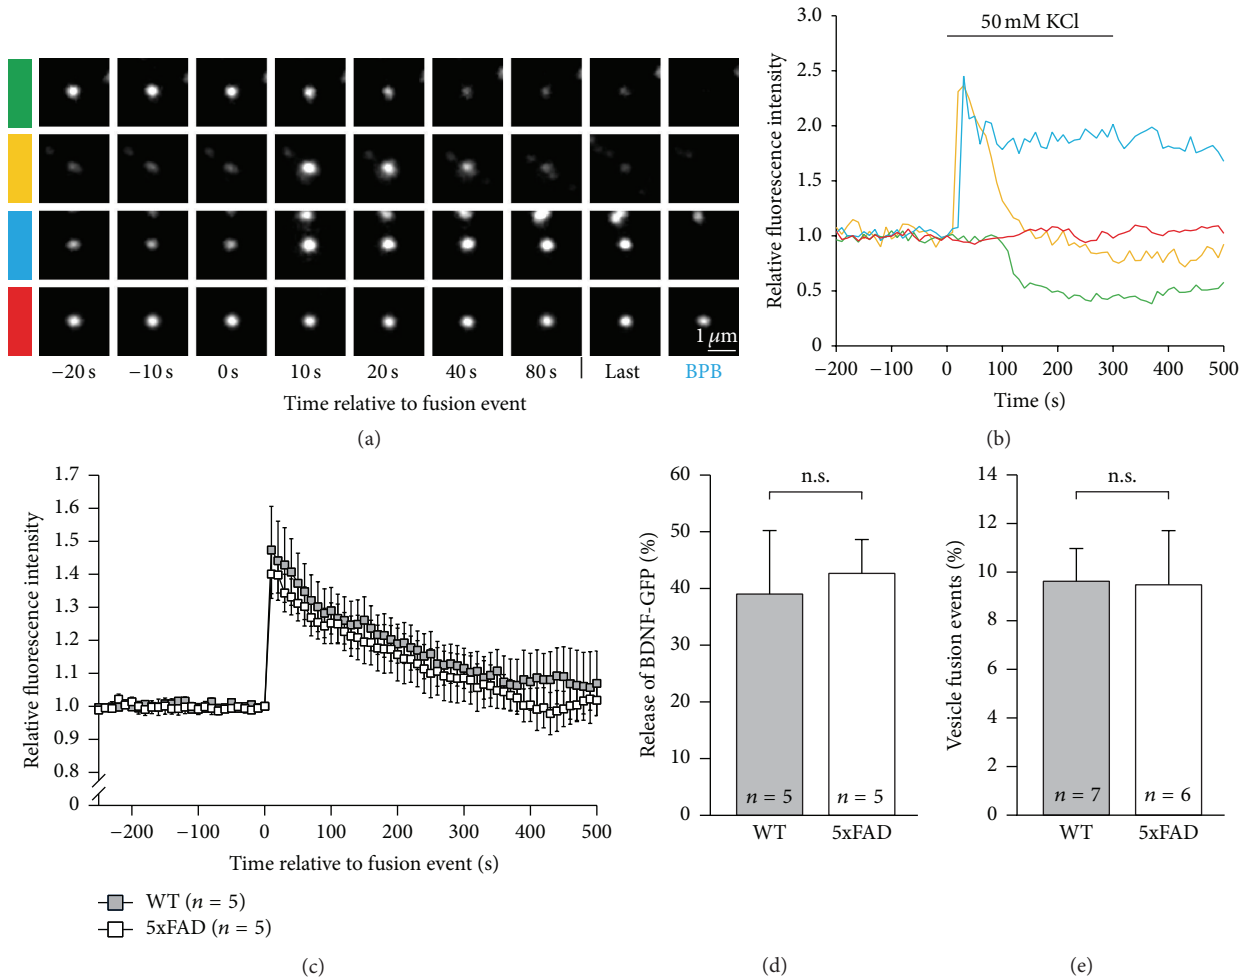 1 μm
−20 s −10 s 0 s 10 s 20 s 40 s 80 s Last BPB
Time relative to fusion event
(a)
50 mM KCl
Relative fluorescence intensity
3.0
2.5
2.0
1.5
1.0
0.5
0
−200 −100 0 100 200 300 400 500
Time (s)
(b)
Relative fluorescence intensity
1.7
1.6
1.5
1.4
1.3
1.2
1.1
1.0
0.9
0.8
0
−200 −100 0 100 200 300 400 500
Time relative to fusion event (s)
WT (n = 5)
5xFAD (n = 5)
(c)
Release of BDNF-GFP (%)
60
50
40
30
20
10
0
n.s.
n = 5 n = 5
WT 5xFAD
(d)
Vesicle fusion events (%)
14
12
10
8
6
4
2
0
n.s.
n = 7 n = 6
WT 5xFAD
(e)